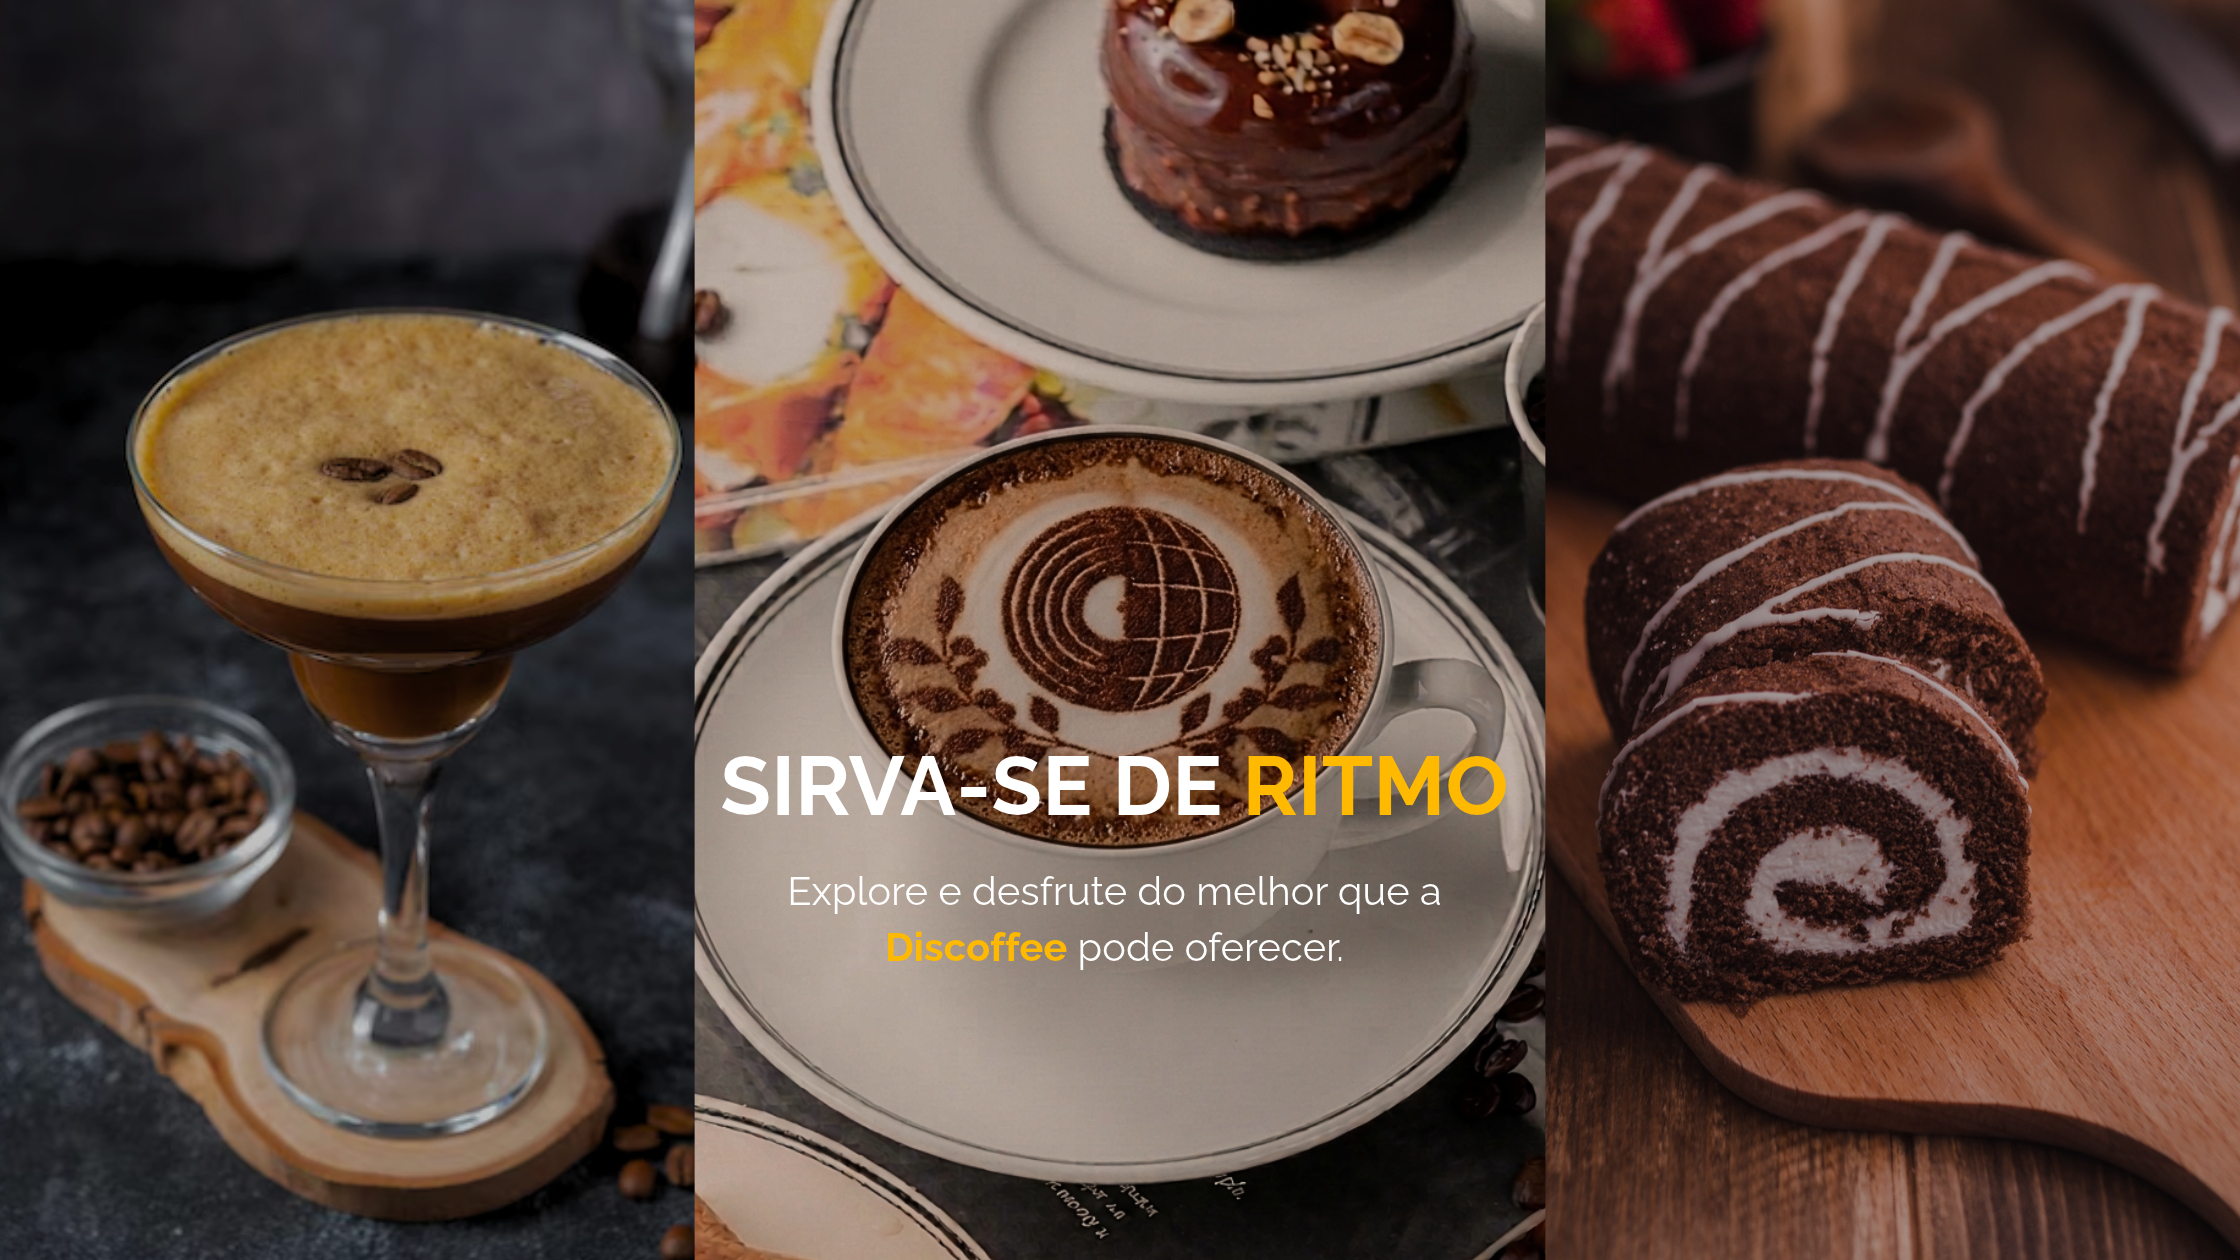 SIRVA-SE DE RITMO
Explore e desfrute do melhor que a
Discoffee pode oferecer.